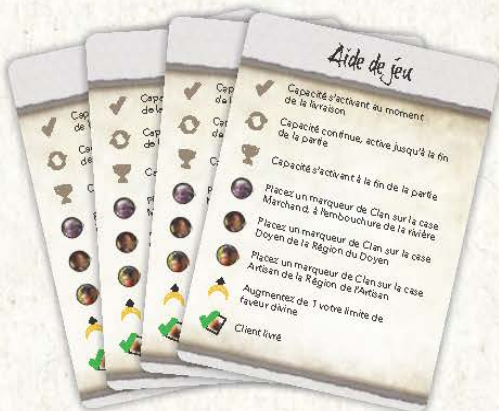 Aide de jeu
Capacité s'activant au moment
de la livraison
Capacité continue, active jusqu'à la fin
de la partie
Capacité s'activant à la fin de la partie
Placez un marqueur de Clan sur la case
Marchand, à l'embouchure de la rivière
Placez un marqueur de Clan sur la case
Doyen de la Région du Doyen
Placez un marqueur de Clan sur la case
Artisan de la Région de l'Artisan
Augmentez de 1 votre limite de
faveur divine
Client livré